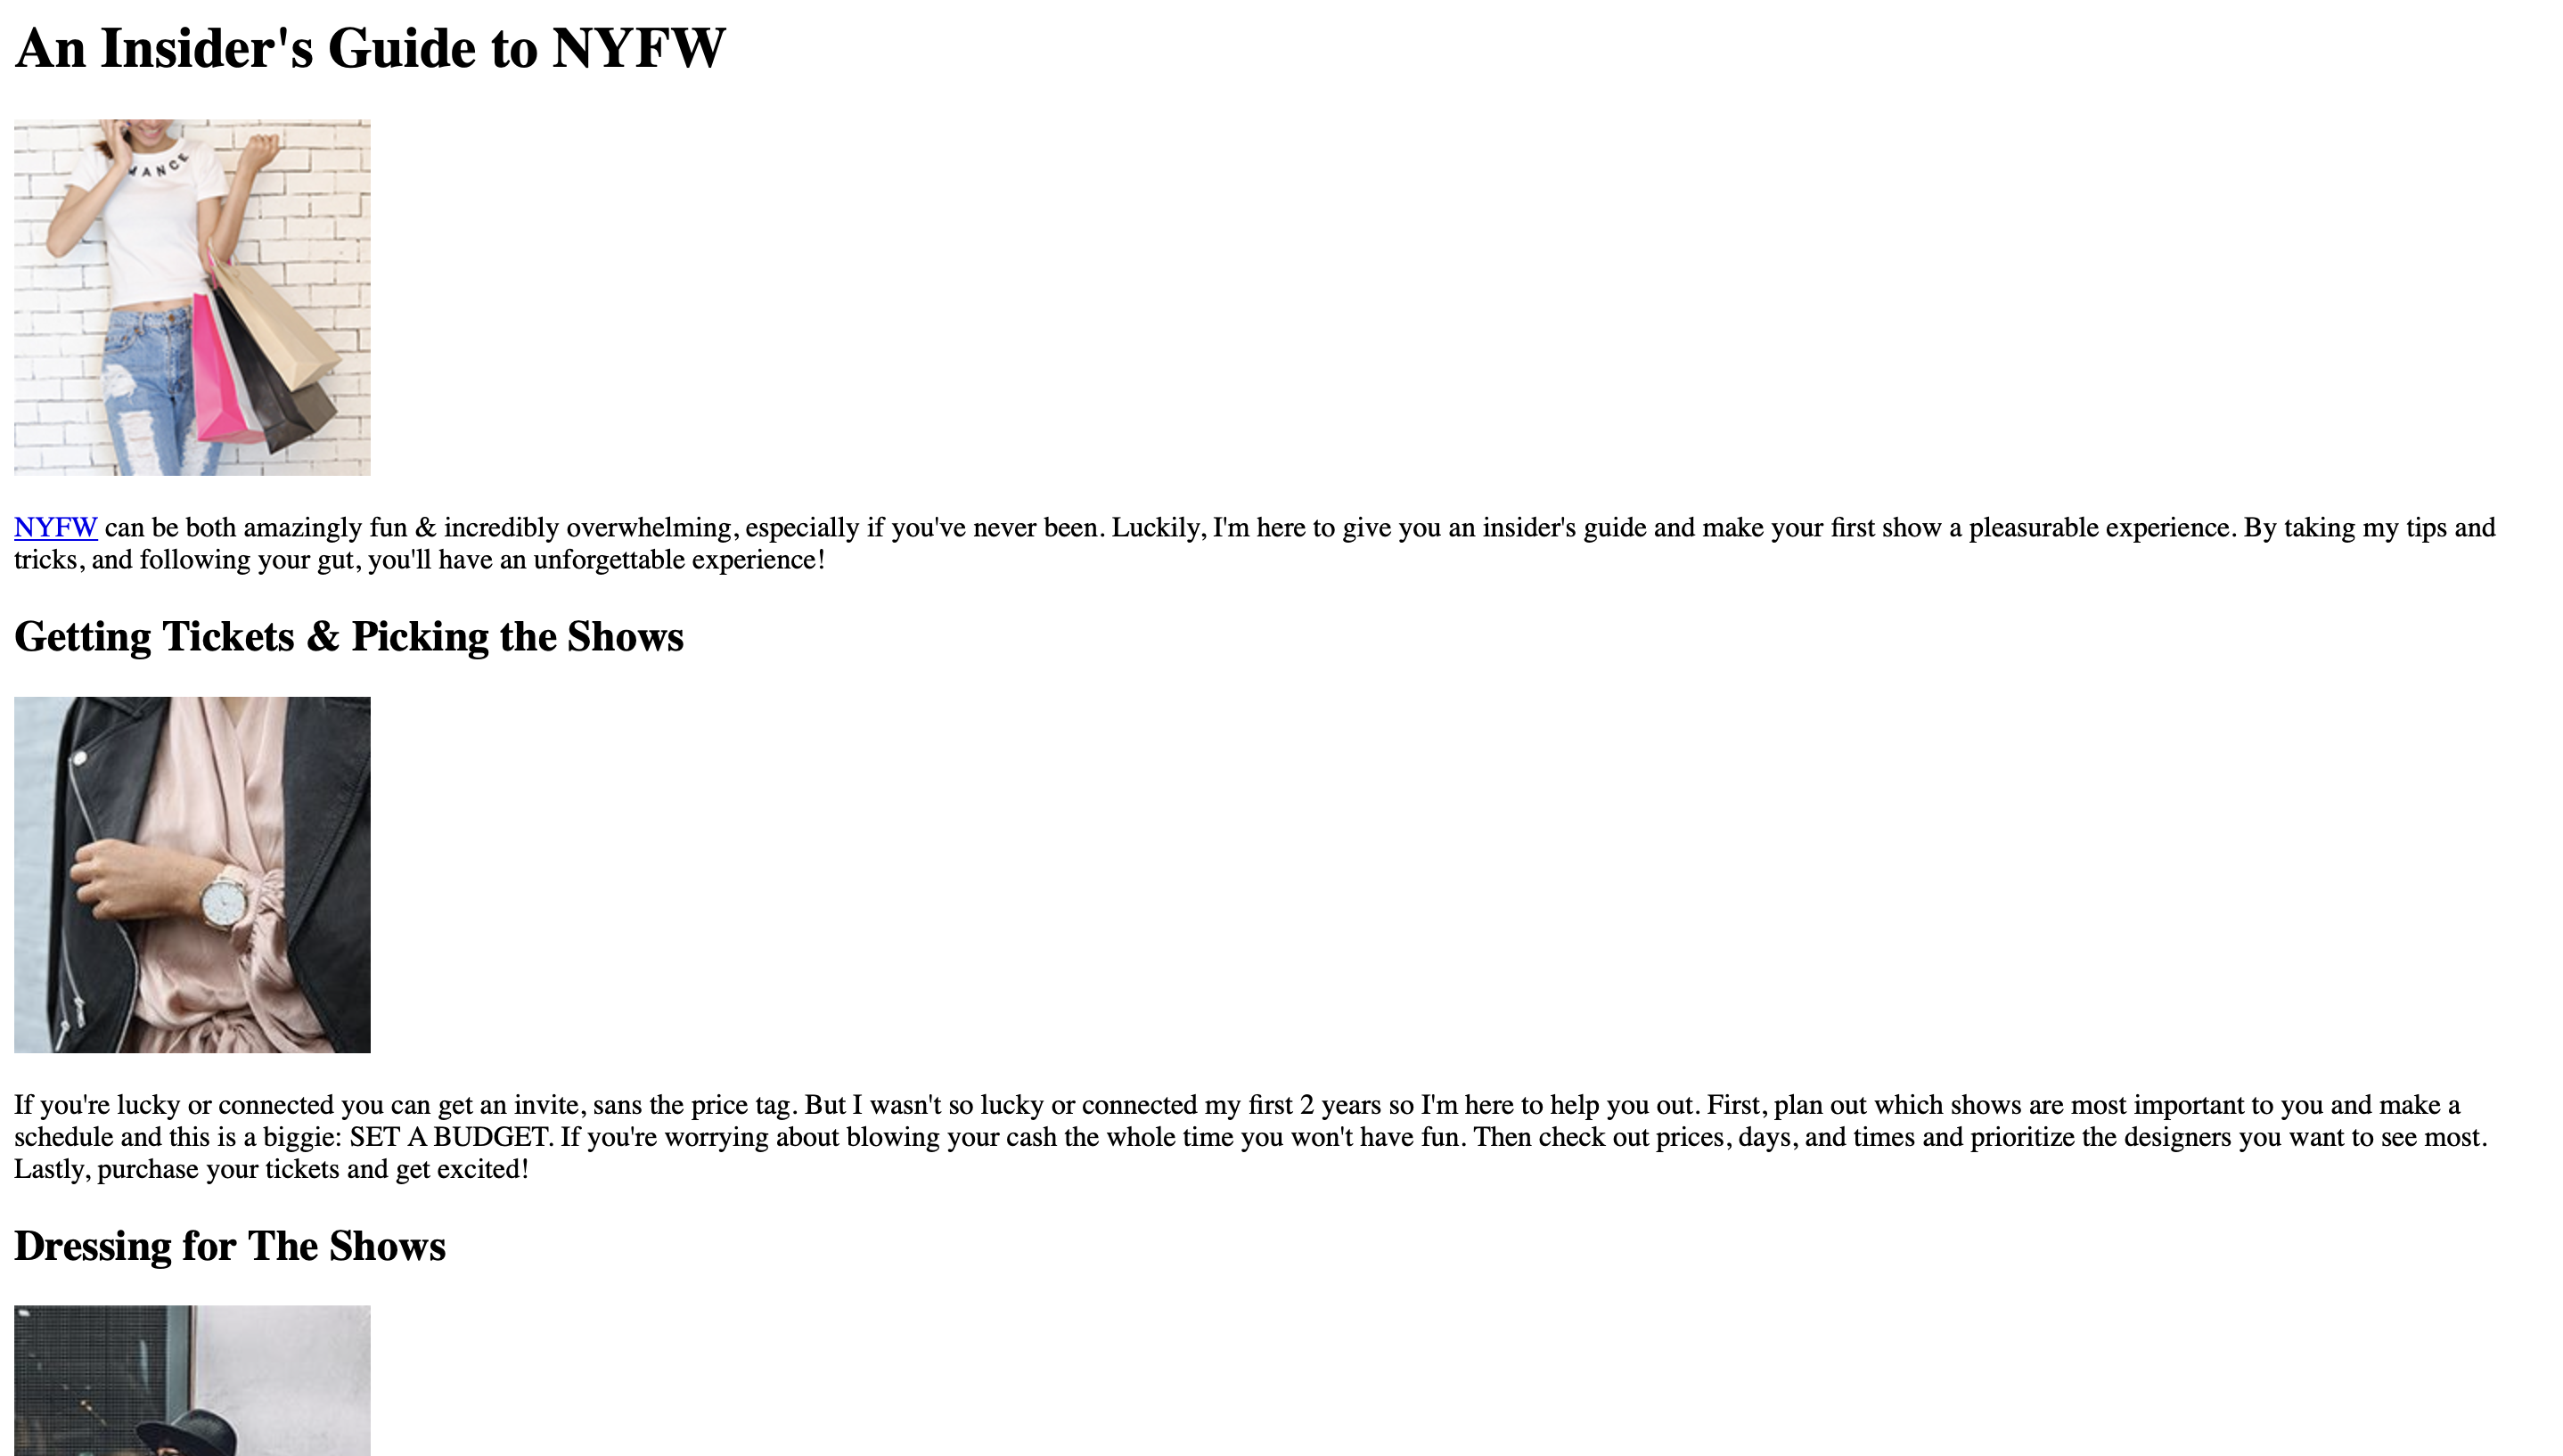 An Insider's Guide to NYFW
ANCE
NYFW can be both amazingly fun & incredibly overwhelming, especially if you've never been. Luckily, I'm here to give you an insider's guide and make your first show a pleasurable experience. By taking my tips and
tricks, and following your gut, you'll have an unforgettable experience!
Getting Tickets & Picking the Shows
If you're lucky or connected you can get an invite, sans the price tag. But I wasn't so lucky or connected my first 2 years so I'm here to help you out. First, plan out which shows are most important to you and make a
schedule and this is a biggie: SET A BUDGET. If you're worrying about blowing your cash the whole time you won't have fun. Then check out prices, days, and times and prioritize the designers you want to see most.
Lastly, purchase your tickets and get excited!
Dressing for The Shows